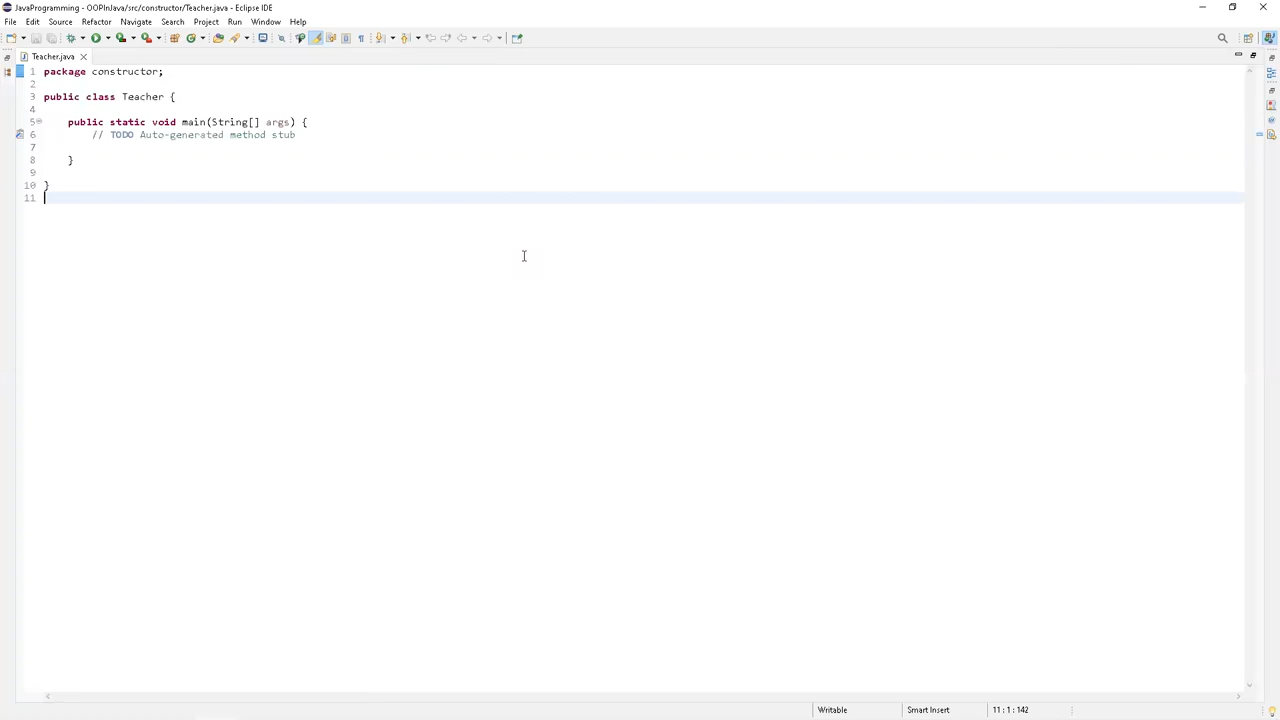 JavaProgramming - OOPInJava/src/constructor/Teacher.java - Eclipse IDE
File Edit Source Refactor Navigate Search Project Run Window Help
Teacher.java
1 package constructor;
2
3 public class Teacher {
4
5 public static void main(String[] args) {
6 // TODO Auto-generated method stub
7
8 }
9
10 }
11
Writable Smart Insert 11 : 1 : 142